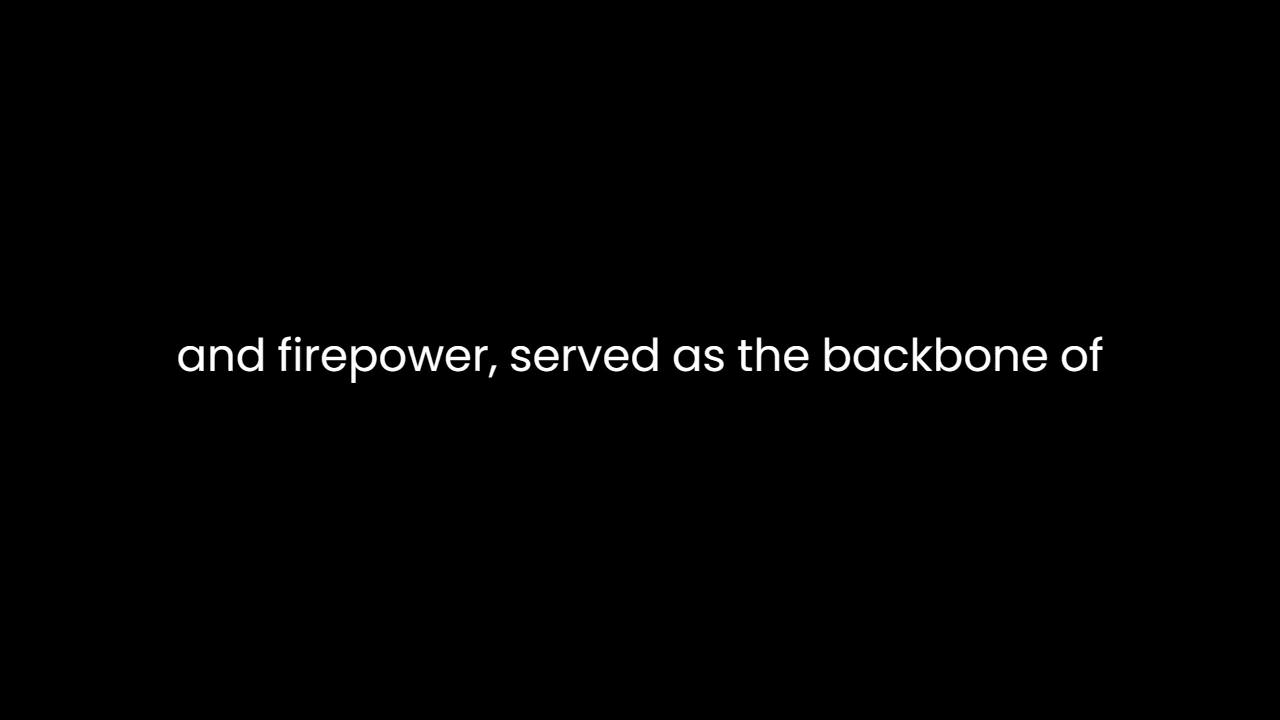 and firepower, served as the backbone of